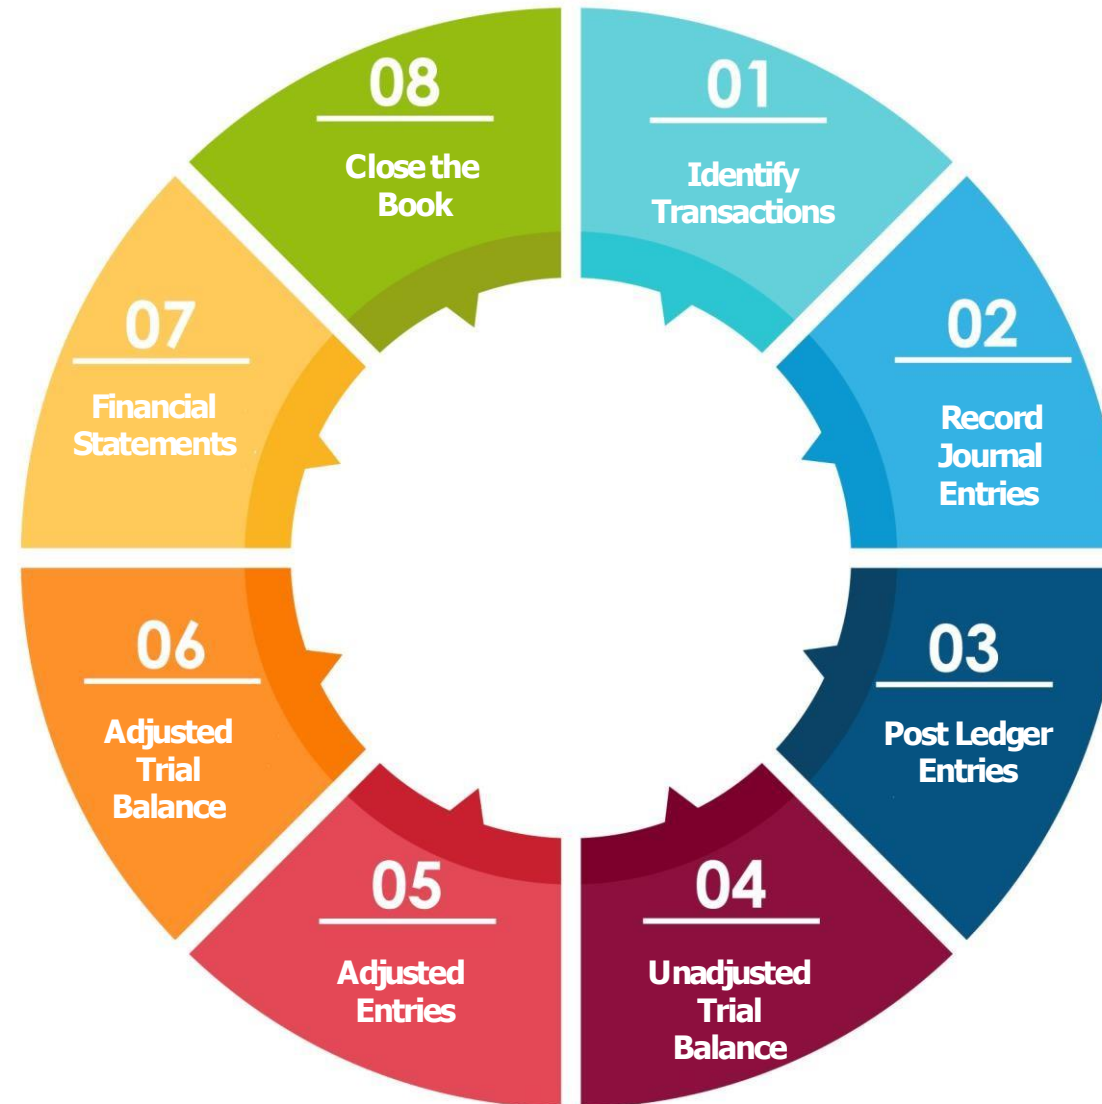 01
Identify
Transactions
02
Record
Journal
Entries
03
Post Ledger
Entries
04
Unadjusted
Trial
Balance
05
Adjusted
Entries
06
Adjusted
Trial
Balance
07
Financial
Statements
08
Close the
Book